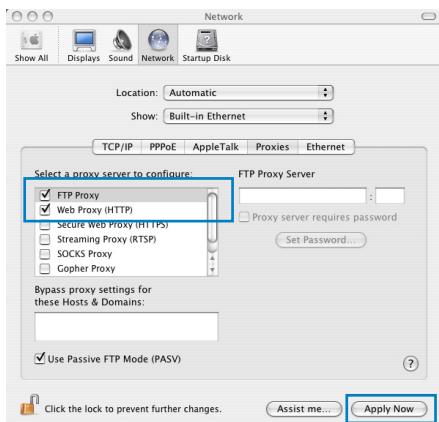 Network
Show All Displays Sound Network Startup Disk
Location: Automatic
Show: Built-in Ethernet
TCP/IP PPPoE AppleTalk Proxies Ethernet
Select a proxy server to configure:
FTP Proxy
Web Proxy (HTTP)
Secure Web Proxy (HTTPS)
Streaming Proxy (RTSP)
SOCKS Proxy
Gopher Proxy
FTP Proxy Server
:
Proxy server requires password
Set Password...
Bypass proxy settings for
these Hosts & Domains:
Use Passive FTP Mode (PASV)
?
Click the lock to prevent further changes.
Assist me...
Apply Now